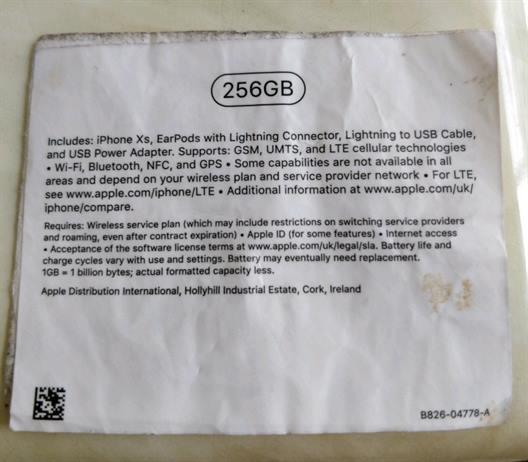 256GB
Includes: iPhone Xs, EarPods with Lightning Connector, Lightning to USB Cable,
and USB Power Adapter. Supports: GSM, UMTS, and LTE cellular technologies
• Wi-Fi, Bluetooth, NFC, and GPS • Some capabilities are not available in all
areas and depend on your wireless plan and service provider network • For LTE,
see www.apple.com/iphone/LTE • Additional information at www.apple.com/uk/
iphone/compare.
Requires: Wireless service plan (which may include restrictions on switching service providers
and roaming, even after contract expiration) • Apple ID (for some features) • Internet access
• Acceptance of the software license terms at www.apple.com/uk/legal/sla. Battery life and
charge cycles vary with use and settings. Battery may eventually need replacement.
1GB = 1 billion bytes; actual formatted capacity less.
Apple Distribution International, Hollyhill Industrial Estate, Cork, Ireland
B826-04778-A